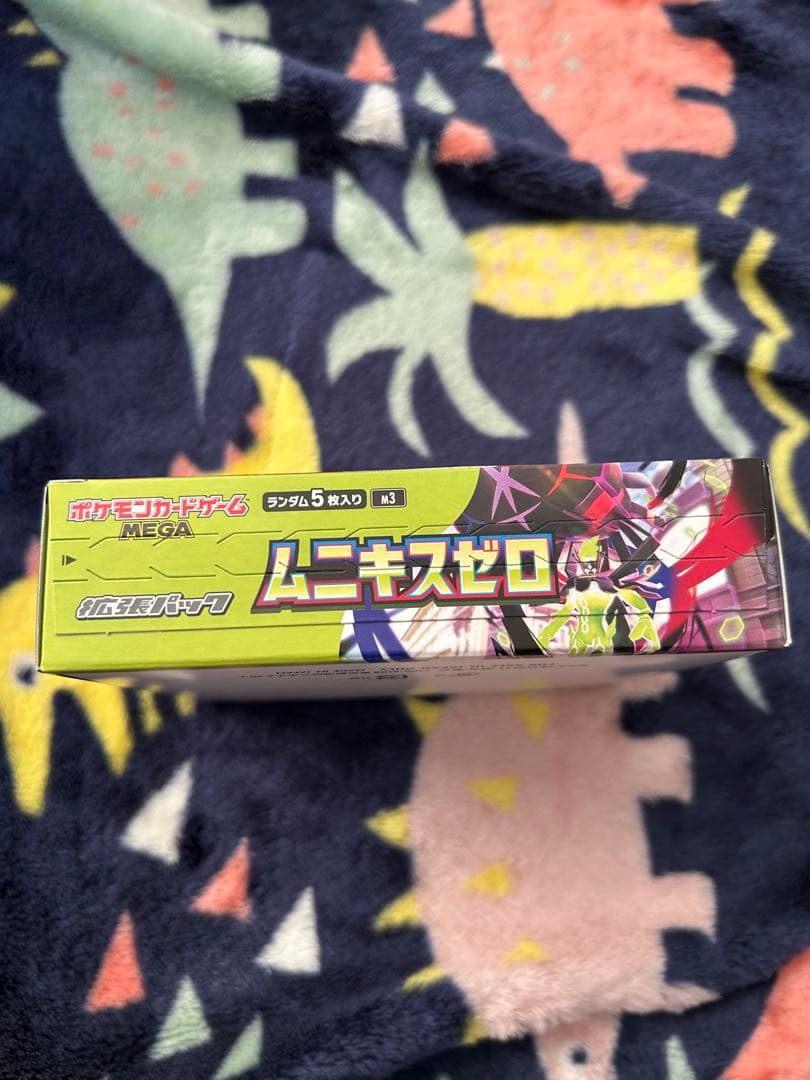 ポケモンカードゲーム
MEGA
ランダム5枚入り M3
拡張パック
ムニキスゼロ